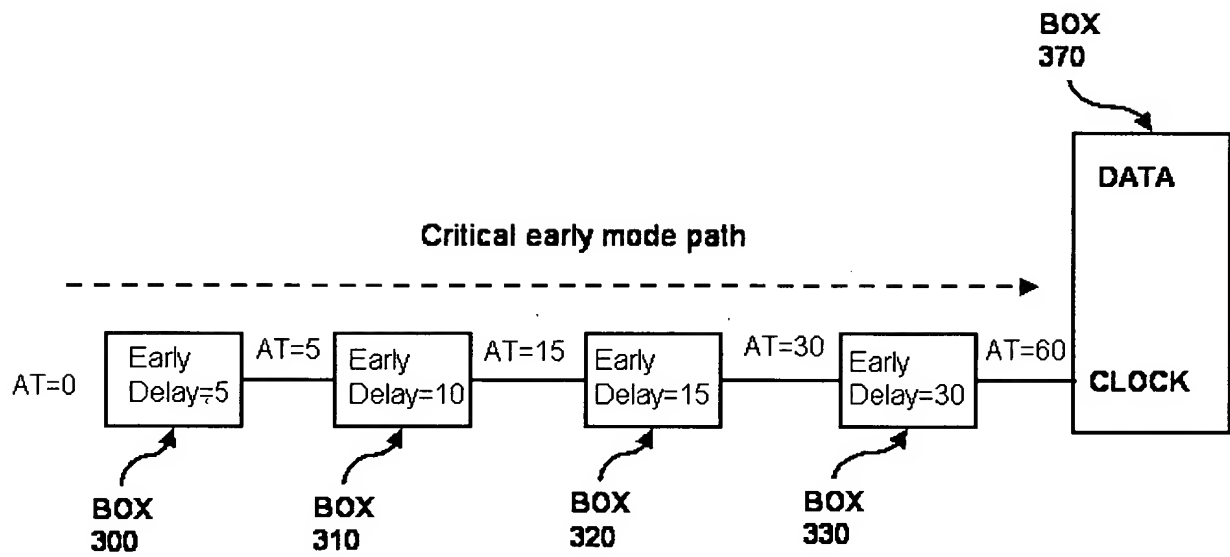 BOX
370
DATA
Critical early mode path
AT=0
Early
Delay=5
AT=5
Early
Delay=10
AT=15
Early
Delay=15
AT=30
Early
Delay=30
AT=60
CLOCK
BOX
300
BOX
310
BOX
320
BOX
330